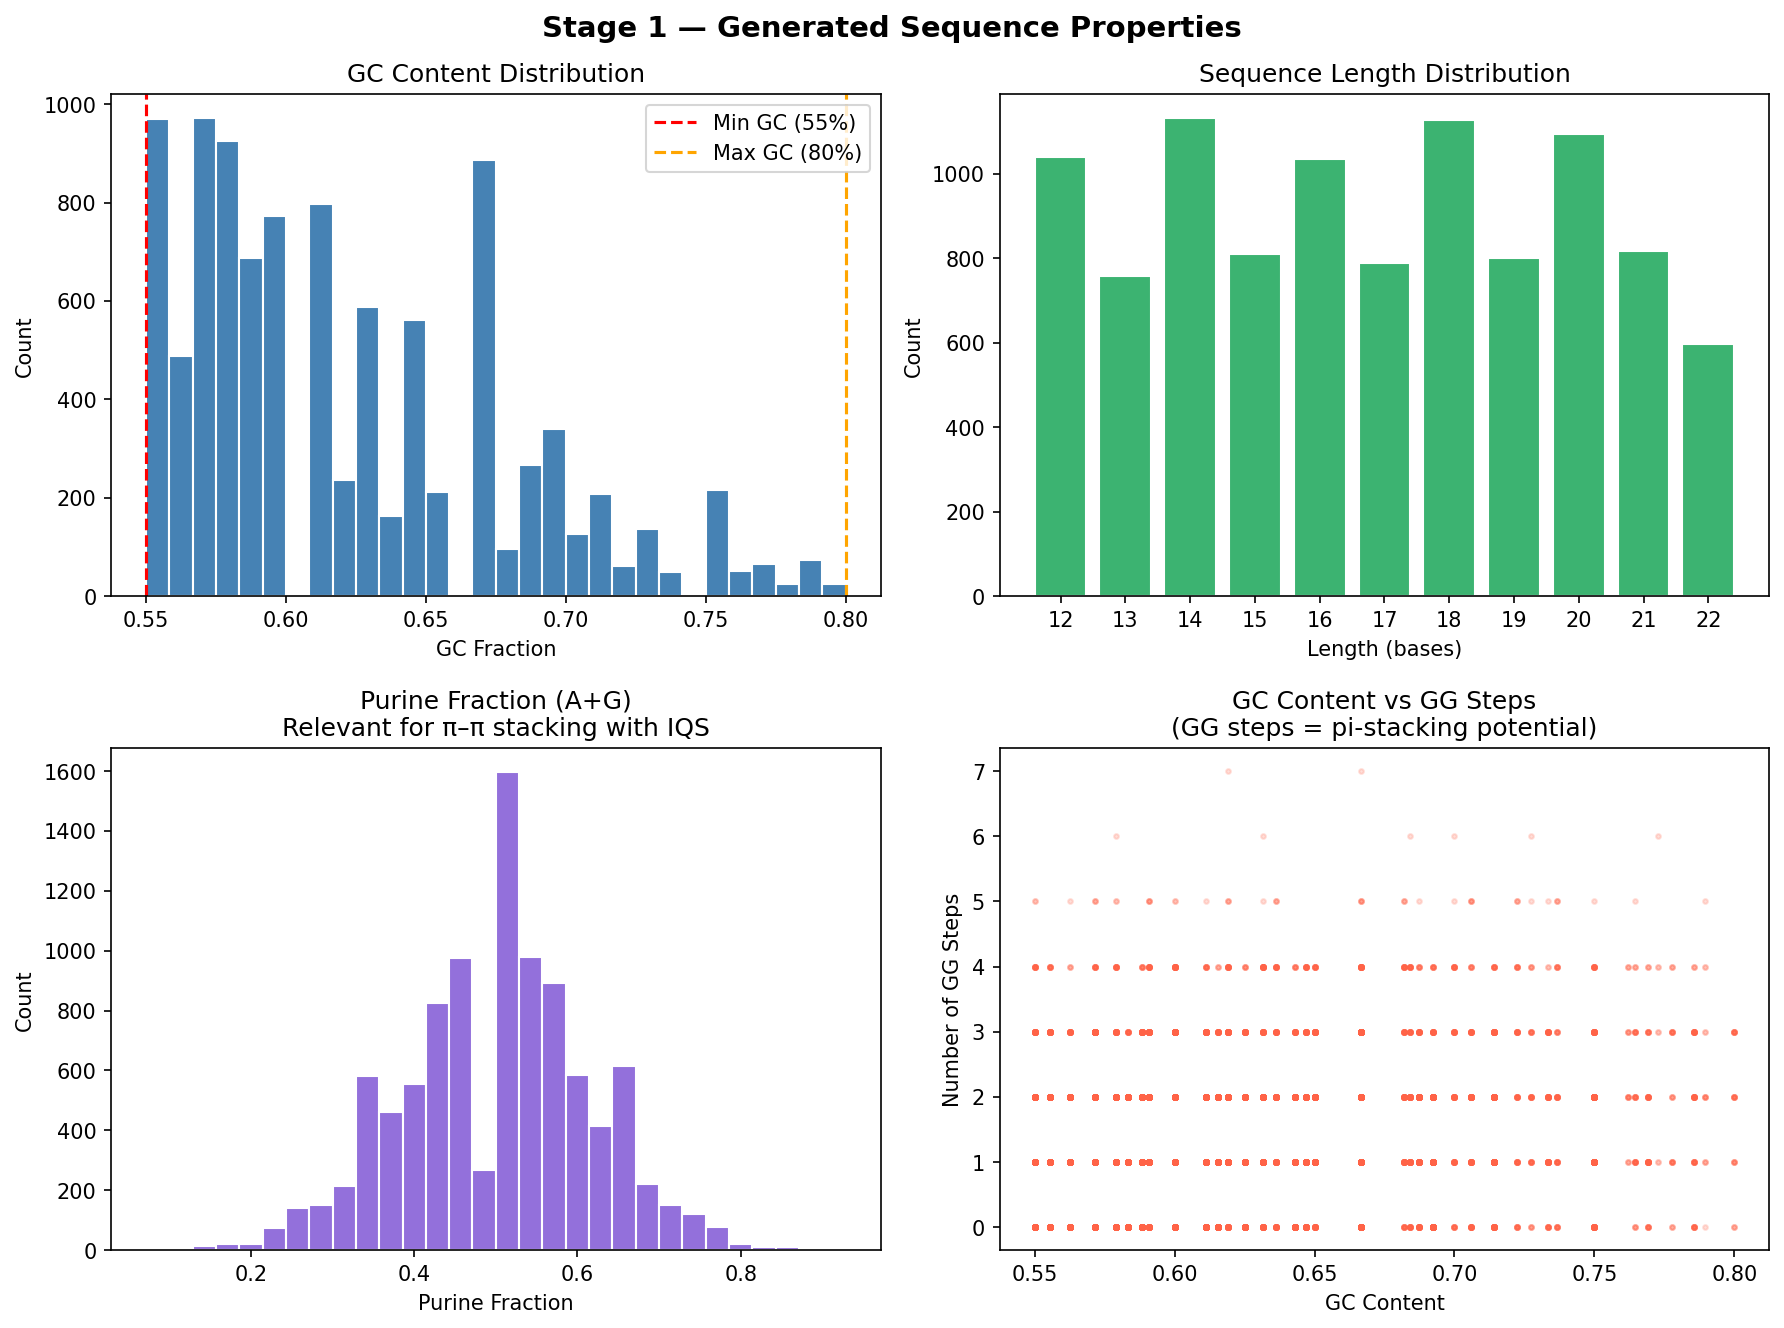 Stage 1 — Generated Sequence Properties
GC Content Distribution
Count
1000
800
600
400
200
0
Min GC (55%)
Max GC (80%)
0.55 0.60 0.65 0.70 0.75 0.80
GC Fraction
Sequence Length Distribution
Count
1000
800
600
400
200
0
12 13 14 15 16 17 18 19 20 21 22
Length (bases)
Purine Fraction (A+G)
Relevant for π–π stacking with IQS
Count
1600
1400
1200
1000
800
600
400
200
0
0.2 0.4 0.6 0.8
Purine Fraction
GC Content vs GG Steps
(GG steps = pi-stacking potential)
Number of GG Steps
7
6
5
4
3
2
1
0
0.55 0.60 0.65 0.70 0.75 0.80
GC Content